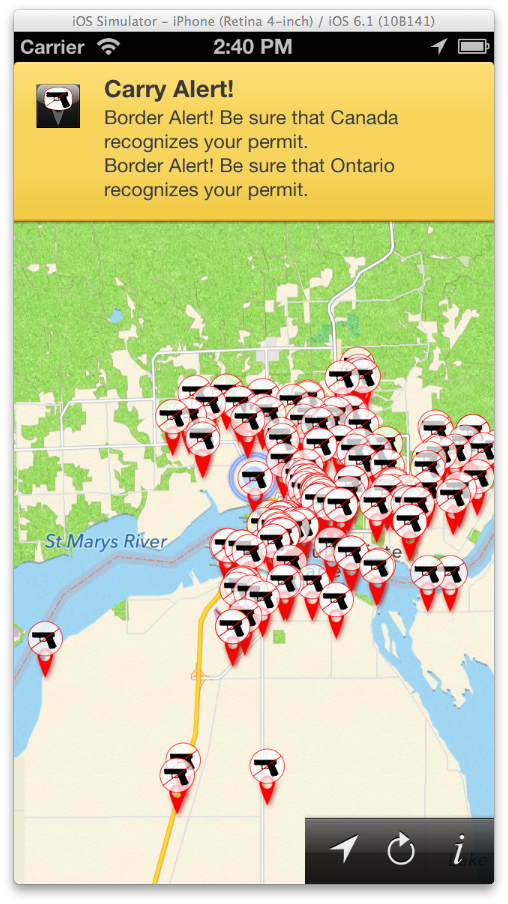 iOS Simulator – iPhone (Retina 4-inch) / iOS 6.1 (10B141)
Carrier 2:40 PM
Carry Alert!
Border Alert! Be sure that Canada
recognizes your permit.
Border Alert! Be sure that Ontario
recognizes your permit.
St Marys River
i
Lake